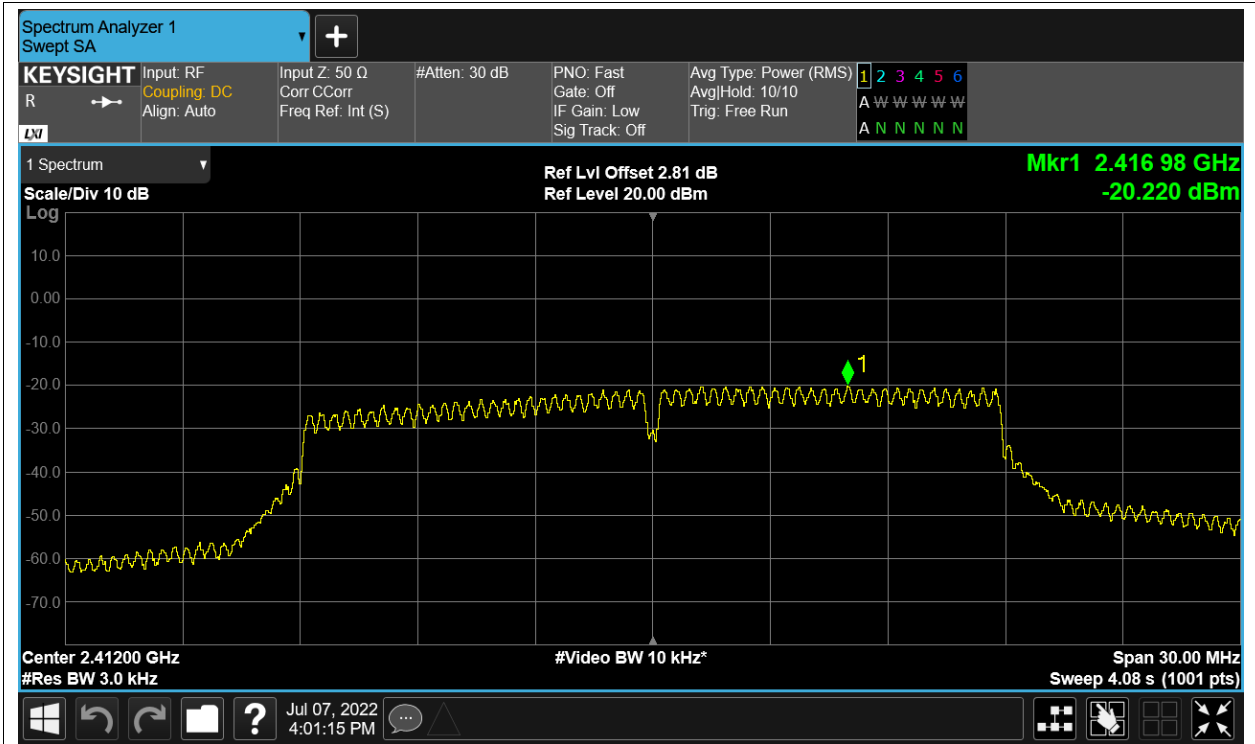 Spectrum Analyzer 1
Swept SA
KEYSIGHT
R
LXI
Input: RF
Coupling: DC
Align: Auto
Input Z: 50 Ω
Corr CCorr
Freq Ref: Int (S)
#Atten: 30 dB
PNO: Fast
Gate: Off
IF Gain: Low
Sig Track: Off
Avg Type: Power (RMS)
Avg|Hold: 10/10
Trig: Free Run
1 2 3 4 5 6
A W W W W W
A N N N N N
1 Spectrum
Scale/Div 10 dB
Log
Ref Lvl Offset 2.81 dB
Ref Level 20.00 dBm
Mkr1 2.416 98 GHz
-20.220 dBm
10.0
0.00
-10.0
1
-20.0
-30.0
-40.0
-50.0
-60.0
-70.0
Center 2.41200 GHz
#Res BW 3.0 kHz
#Video BW 10 kHz*
Span 30.00 MHz
Sweep 4.08 s (1001 pts)
?
Jul 07, 2022
4:01:15 PM